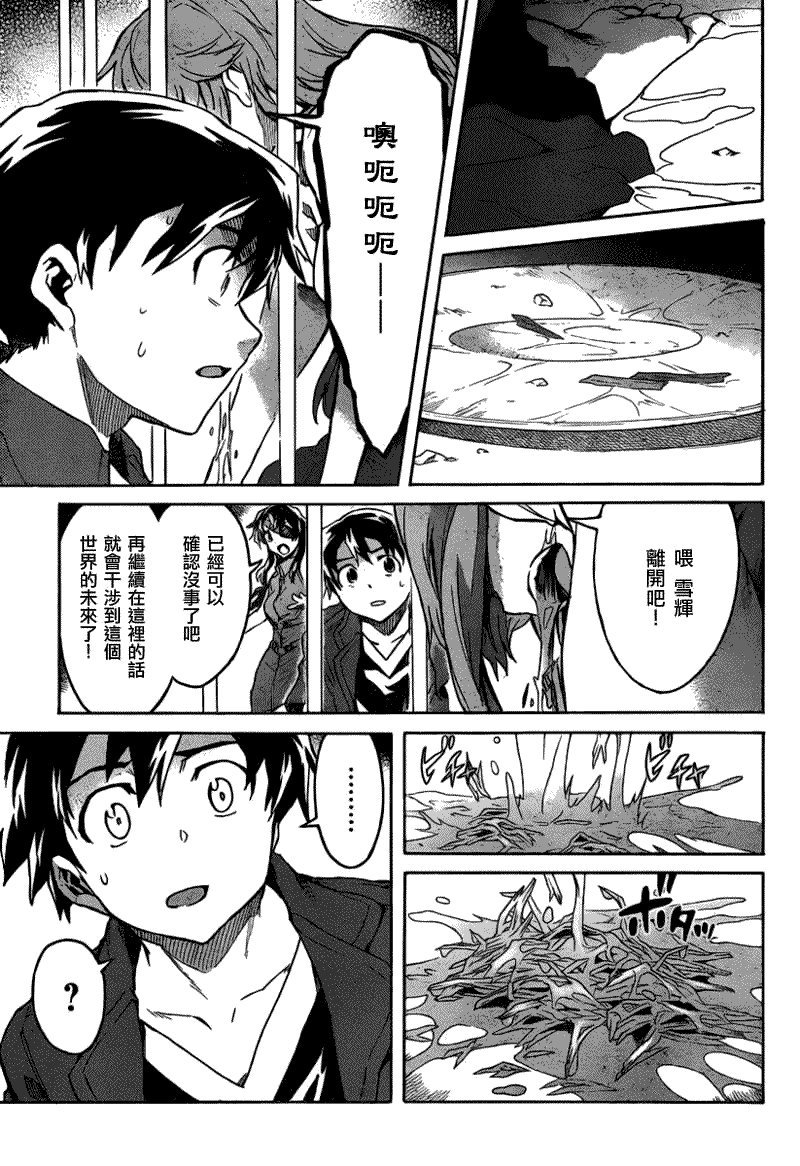 噢呃呃呃──
喂 雪輝
離開吧！
已經可以
確認沒事了吧
再繼續在這裡的話
就會干涉到這個
世界的未來了！
ビチャ
ビチャッ
ボタッ
………
？